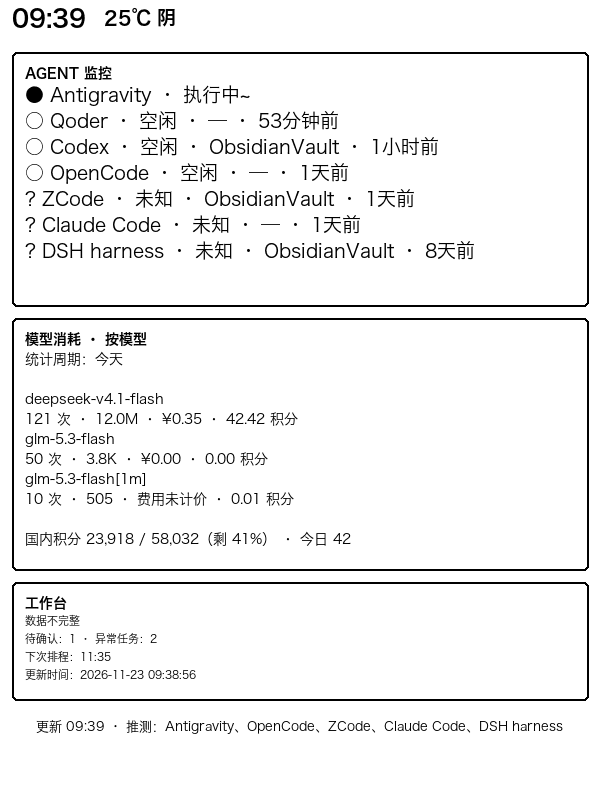 09:39 25℃ 阴
AGENT 监控
● Antigravity · 执行中~
○ Qoder · 空闲 · — · 53分钟前
○ Codex · 空闲 · ObsidianVault · 1小时前
○ OpenCode · 空闲 · — · 1天前
? ZCode · 未知 · ObsidianVault · 1天前
? Claude Code · 未知 · — · 1天前
? DSH harness · 未知 · ObsidianVault · 8天前
模型消耗 · 按模型
统计周期：今天
deepseek-v4.1-flash
121 次 · 12.0M · ¥0.35 · 42.42 积分
glm-5.3-flash
50 次 · 3.8K · ¥0.00 · 0.00 积分
glm-5.3-flash[1m]
10 次 · 505 · 费用未计价 · 0.01 积分
国内积分 23,918 / 58,032（剩 41%） · 今日 42
工作台
数据不完整
待确认：1 · 异常任务：2
下次排程：11:35
更新时间：2026-11-23 09:38:56
更新 09:39 · 推测：Antigravity、OpenCode、ZCode、Claude Code、DSH harness